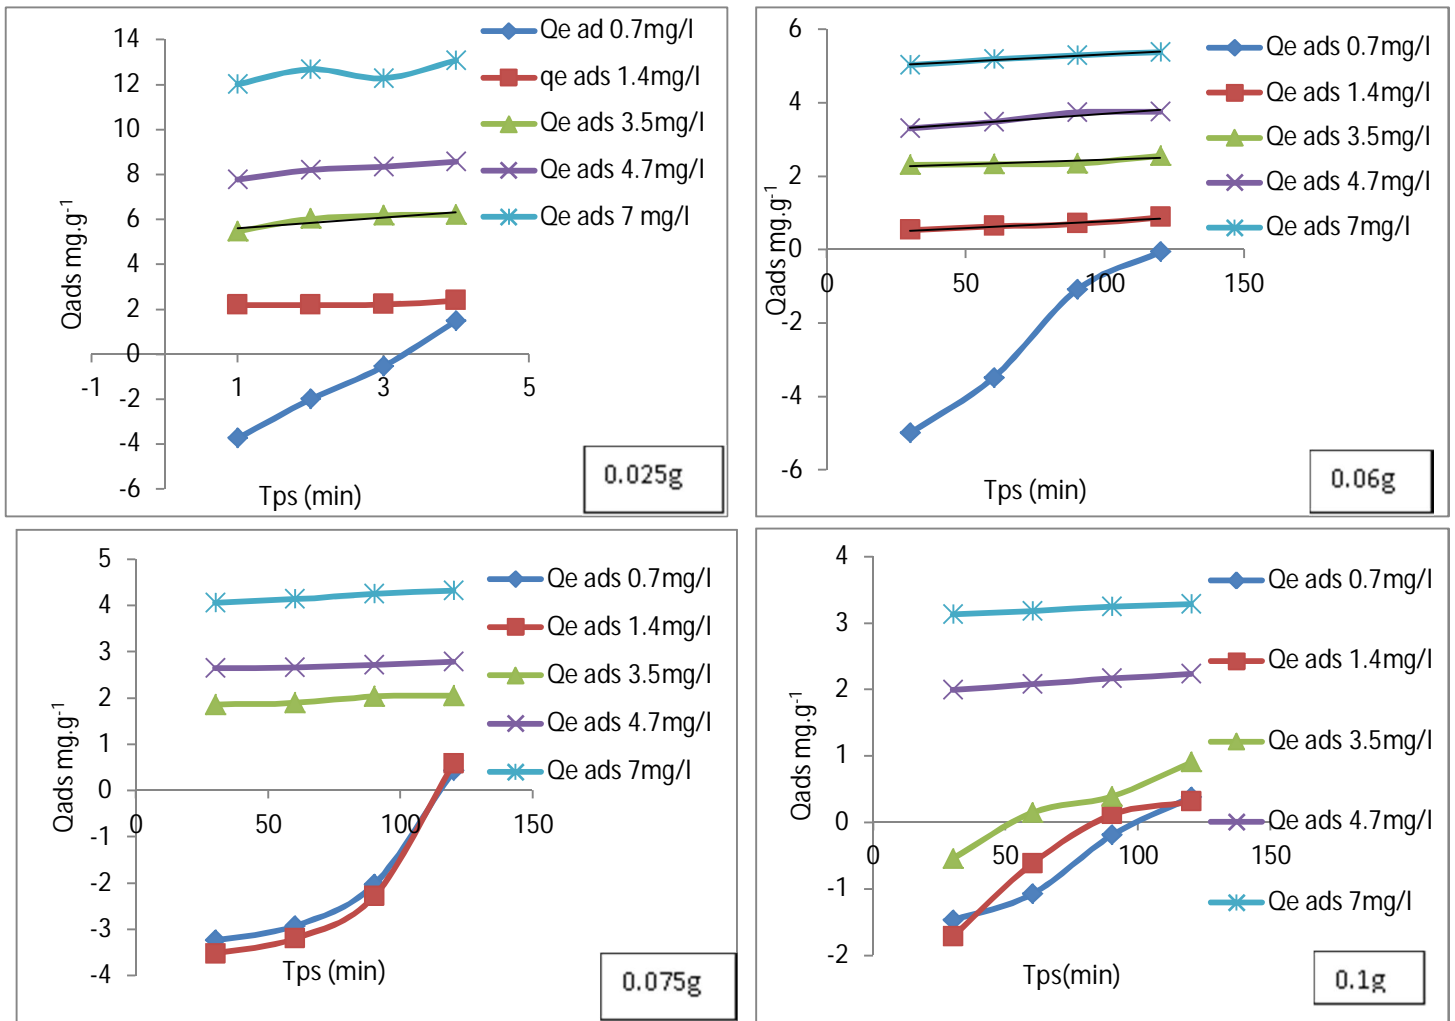 14
12
10
8
6
4
2
0
-2
-4
-6
-1
1
3
5
Qads mg.g-1
Tps (min)
Qe ad 0.7mg/l
qe ads 1.4mg/l
Qe ads 3.5mg/l
Qe ads 4.7mg/l
Qe ads 7 mg/l
0.025g
6
4
2
0
-2
-4
-6
0
50
100
150
Qads mg.g-1
Tps (min)
Qe ads 0.7mg/l
Qe ads 1.4mg/l
Qe ads 3.5mg/l
Qe ads 4.7mg/l
Qe ads 7mg/l
0.06g
5
4
3
2
1
0
-1
-2
-3
-4
0
50
100
150
Qads mg.g-1
Tps (min)
Qe ads 0.7mg/l
Qe ads 1.4mg/l
Qe ads 3.5mg/l
Qe ads 4.7mg/l
Qe ads 7mg/l
0.075g
4
3
2
1
0
-1
-2
0
50
100
150
Qads mg.g-1
Tps(min)
Qe ads 0.7mg/l
Qe ads 1.4mg/l
Qe ads 3.5mg/l
Qe ads 4.7mg/l
Qe ads 7mg/l
0.1g